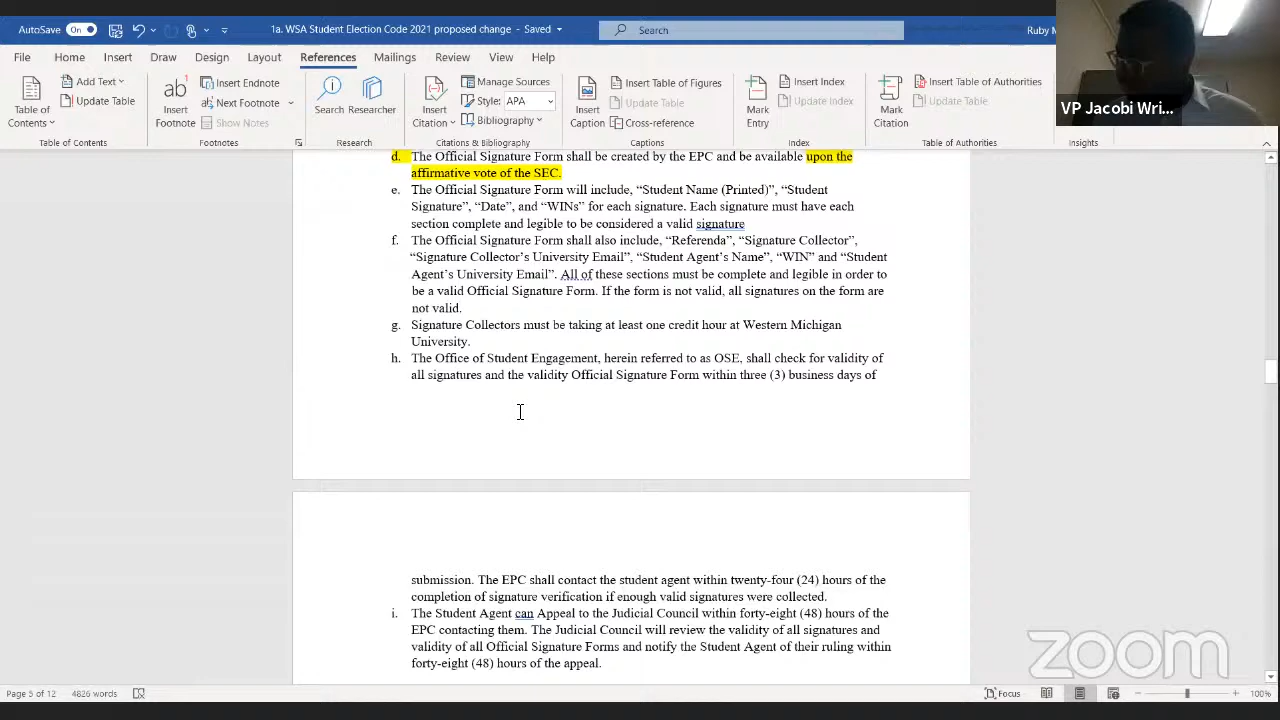 AutoSave On 1a. WSA Student Election Code 2021 proposed change - Saved Search Ruby
File Home Insert Draw Design Layout References Mailings Review View Help
Table of Contents Add Text Update Table
Insert Footnote Insert Endnote Next Footnote Show Notes
Search Researcher
Insert Citation Manage Sources Style: APA Bibliography
Insert Caption Insert Table of Figures Update Table Cross-reference
Mark Entry Insert Index Update Index
Mark Citation Insert Table of Authorities Update Table
Table of Contents Footnotes Research Citations & Bibliography Captions Index Table of Authorities Insights
VP Jacobi Wri...
d. The Official Signature Form shall be created by the EPC and be available upon the
affirmative vote of the SEC.
e. The Official Signature Form will include, “Student Name (Printed)”, “Student
Signature”, “Date”, and “WINs” for each signature. Each signature must have each
section complete and legible to be considered a valid signature
f. The Official Signature Form shall also include, “Referenda”, “Signature Collector”,
“Signature Collector’s University Email”, “Student Agent’s Name”, “WIN” and “Student
Agent’s University Email”. All of these sections must be complete and legible in order to
be a valid Official Signature Form. If the form is not valid, all signatures on the form are
not valid.
g. Signature Collectors must be taking at least one credit hour at Western Michigan
University.
h. The Office of Student Engagement, herein referred to as OSE, shall check for validity of
all signatures and the validity Official Signature Form within three (3) business days of
submission. The EPC shall contact the student agent within twenty-four (24) hours of the
completion of signature verification if enough valid signatures were collected.
i. The Student Agent can Appeal to the Judicial Council within forty-eight (48) hours of the
EPC contacting them. The Judicial Council will review the validity of all signatures and
validity of all Official Signature Forms and notify the Student Agent of their ruling within
forty-eight (48) hours of the appeal.
zoom
Page 5 of 12 4826 words Focus 100%